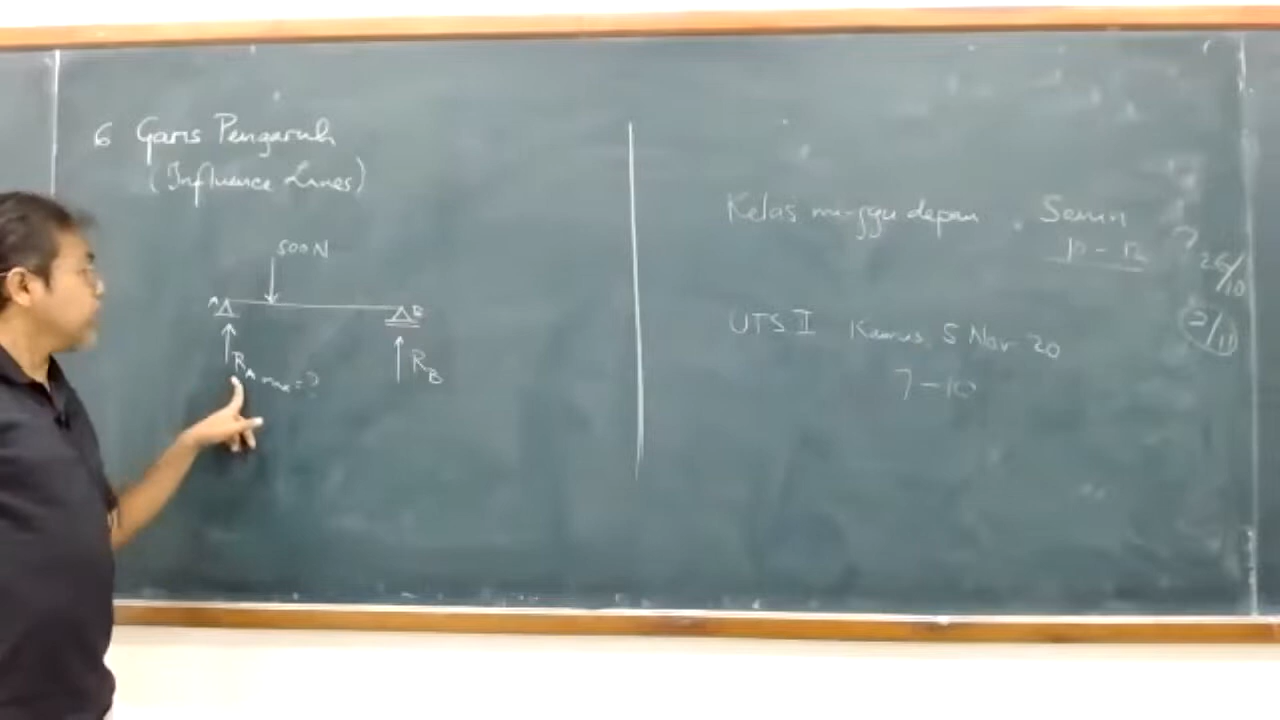 6 Garis Pengaruh
(Influence Lines)
500 N
A
B
R_A max = ?
R_B
Kelas minggu depan . Senin
10 - 12
?
26/10
2/11
UTS II Kamis, 5 Nov 20
7 - 10